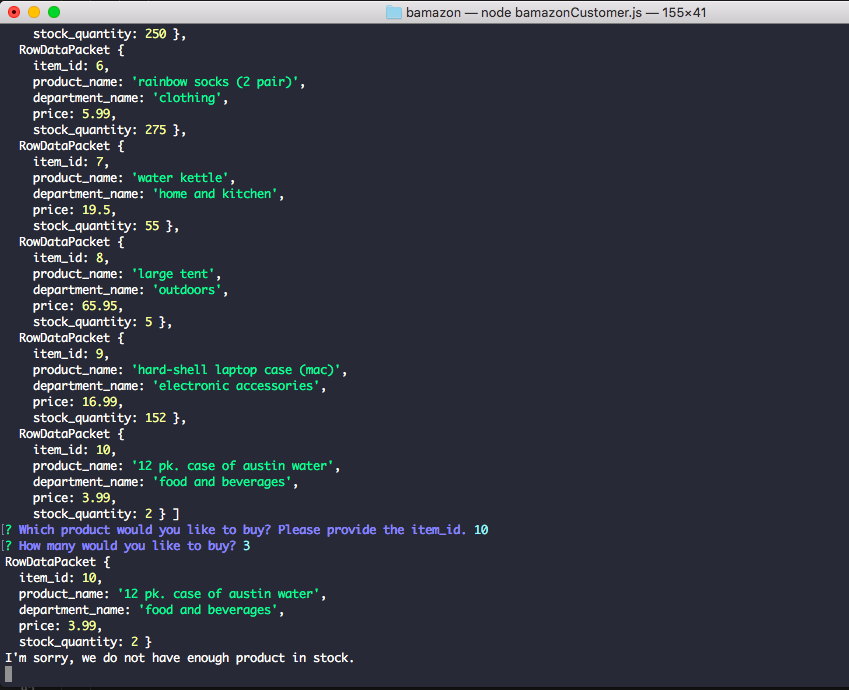 bamazon — node bamazonCustomer.js — 155×41
stock_quantity: 250 },
RowDataPacket {
item_id: 6,
product_name: 'rainbow socks (2 pair)',
department_name: 'clothing',
price: 5.99,
stock_quantity: 275 },
RowDataPacket {
item_id: 7,
product_name: 'water kettle',
department_name: 'home and kitchen',
price: 19.5,
stock_quantity: 55 },
RowDataPacket {
item_id: 8,
product_name: 'large tent',
department_name: 'outdoors',
price: 65.95,
stock_quantity: 5 },
RowDataPacket {
item_id: 9,
product_name: 'hard-shell laptop case (mac)',
department_name: 'electronic accessories',
price: 16.99,
stock_quantity: 152 },
RowDataPacket {
item_id: 10,
product_name: '12 pk. case of austin water',
department_name: 'food and beverages',
price: 3.99,
stock_quantity: 2 } ]
[? Which product would you like to buy? Please provide the item_id. 10
[? How many would you like to buy? 3
RowDataPacket {
item_id: 10,
product_name: '12 pk. case of austin water',
department_name: 'food and beverages',
price: 3.99,
stock_quantity: 2 }
I'm sorry, we do not have enough product in stock.